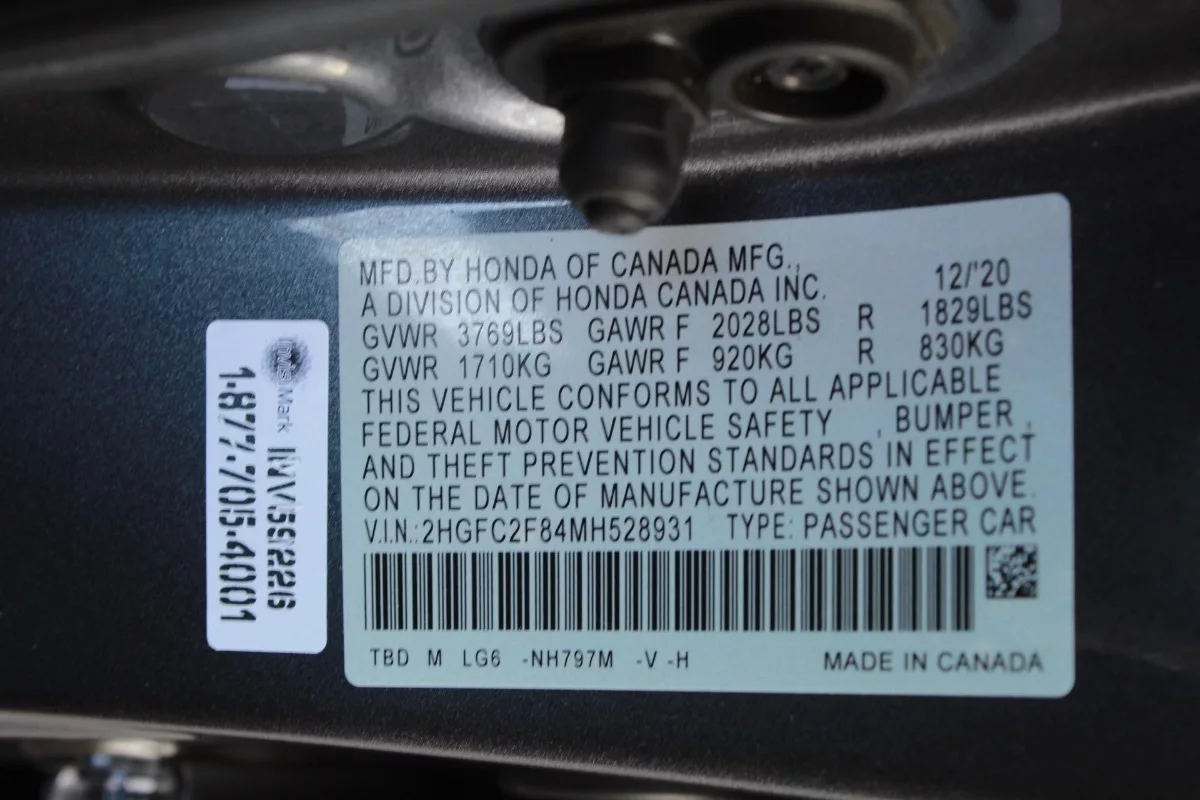 MFD.BY HONDA OF CANADA MFG.,
A DIVISION OF HONDA CANADA INC. 12/'20
GVWR 3769LBS GAWR F 2028LBS R 1829LBS
GVWR 1710KG GAWR F 920KG R 830KG
THIS VEHICLE CONFORMS TO ALL APPLICABLE
FEDERAL MOTOR VEHICLE SAFETY , BUMPER ,
AND THEFT PREVENTION STANDARDS IN EFFECT
ON THE DATE OF MANUFACTURE SHOWN ABOVE.
V.I.N.:2HGFC2F84MH528931 TYPE: PASSENGER CAR
TBD M LG6 -NH797M -V -H MADE IN CANADA
InvisiMark
1.877.705.4001